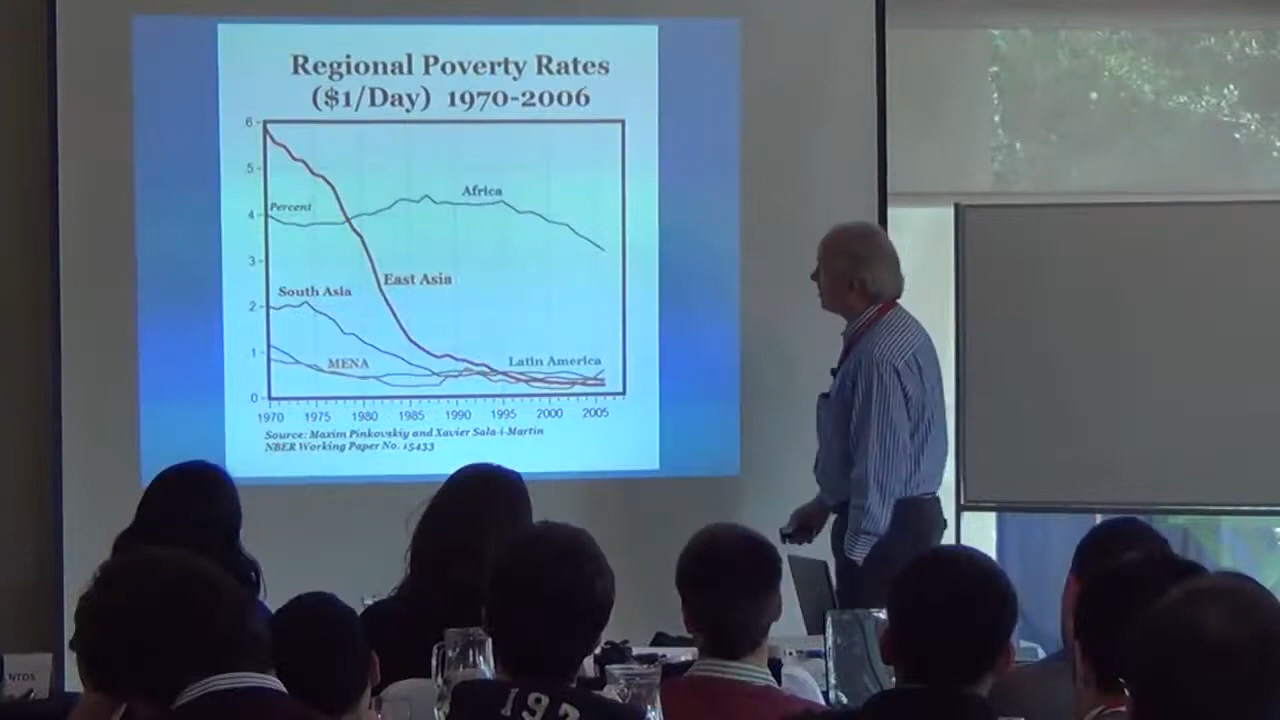 Regional Poverty Rates
($1/Day) 1970-2006
6
5
Africa
Percent
4
3
East Asia
South Asia
2
1
MENA
Latin America
0
1970 1975 1980 1985 1990 1995 2000 2005
Source: Maxim Pinkovskiy and Xavier Sala-i-Martin
NBER Working Paper No. 15433
NTOS